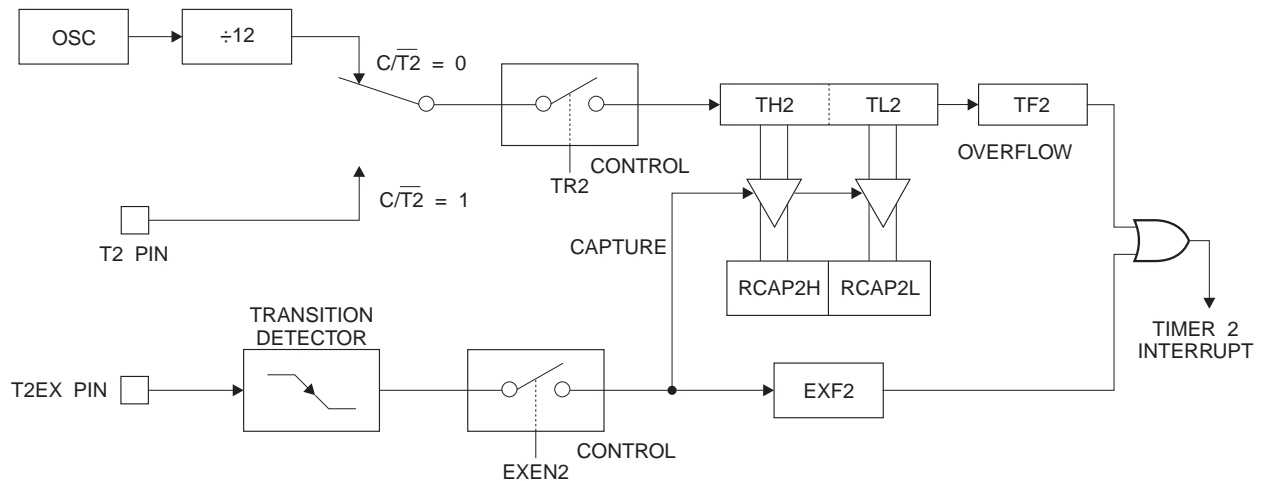 OSC
÷12
C/T2̅ = 0
TH2
TL2
TF2
OVERFLOW
CONTROL
TR2
C/T2̅ = 1
T2 PIN
CAPTURE
RCAP2H
RCAP2L
TRANSITION
DETECTOR
TIMER 2
INTERRUPT
T2EX PIN
EXF2
CONTROL
EXEN2